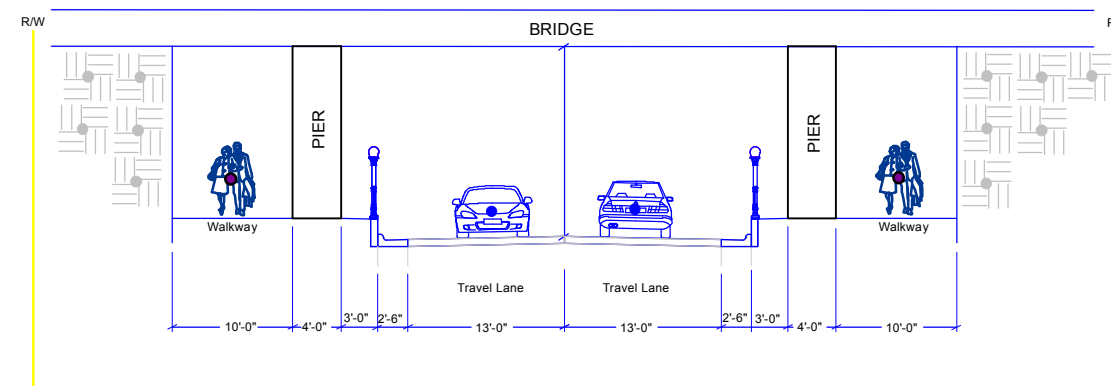 R/W
BRIDGE
PIER
PIER
Walkway
Walkway
Travel Lane
Travel Lane
10'-0"
4'-0"
3'-0"
2'-6"
13'-0"
13'-0"
2'-6"
3'-0"
4'-0"
10'-0"